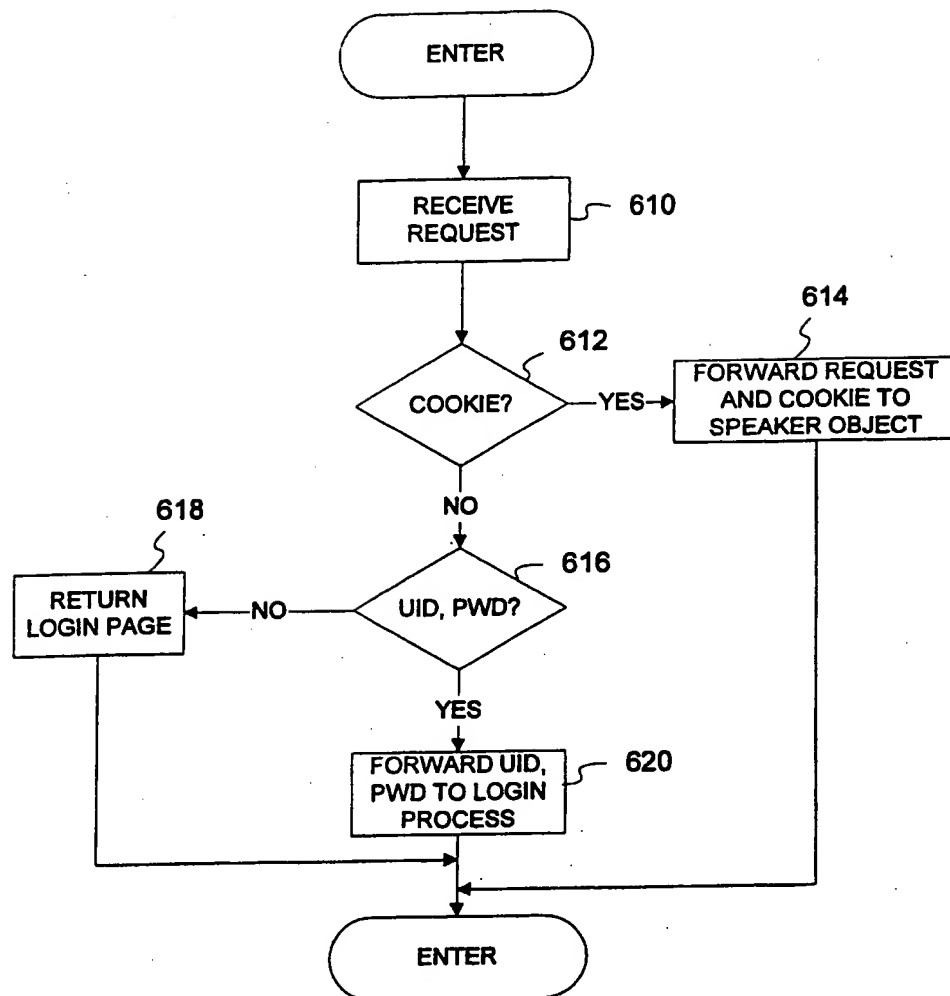 ENTER
RECEIVE
REQUEST
610
612
COOKIE?
YES
614
FORWARD REQUEST
AND COOKIE TO
SPEAKER OBJECT
NO
616
UID, PWD?
NO
618
RETURN
LOGIN PAGE
YES
620
FORWARD UID,
PWD TO LOGIN
PROCESS
ENTER